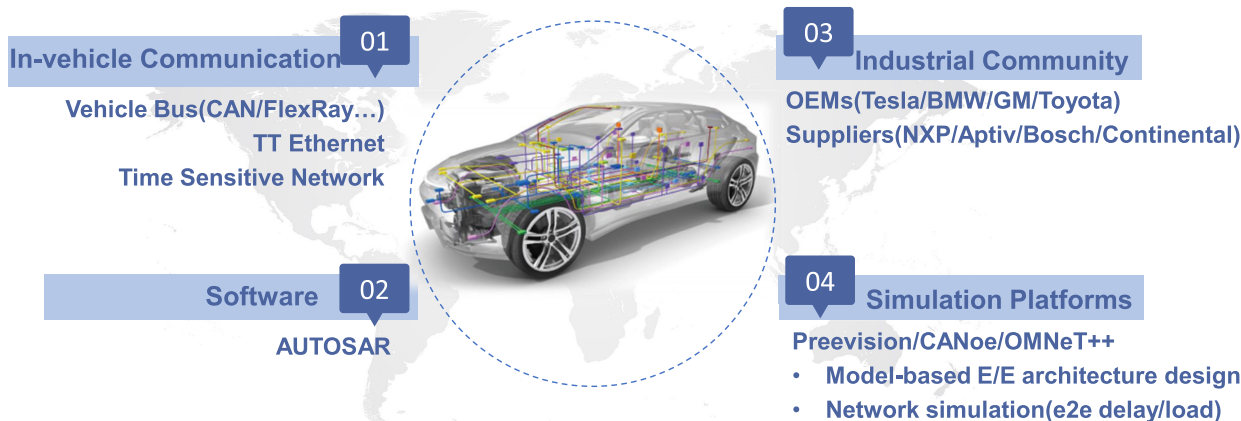 01
In-vehicle Communication
Vehicle Bus(CAN/FlexRay…)
TT Ethernet
Time Sensitive Network
02
Software
AUTOSAR
03
Industrial Community
OEMs(Tesla/BMW/GM/Toyota)
Suppliers(NXP/Aptiv/Bosch/Continental)
04
Simulation Platforms
Preevision/CANoe/OMNeT++
• Model-based E/E architecture design
• Network simulation(e2e delay/load)